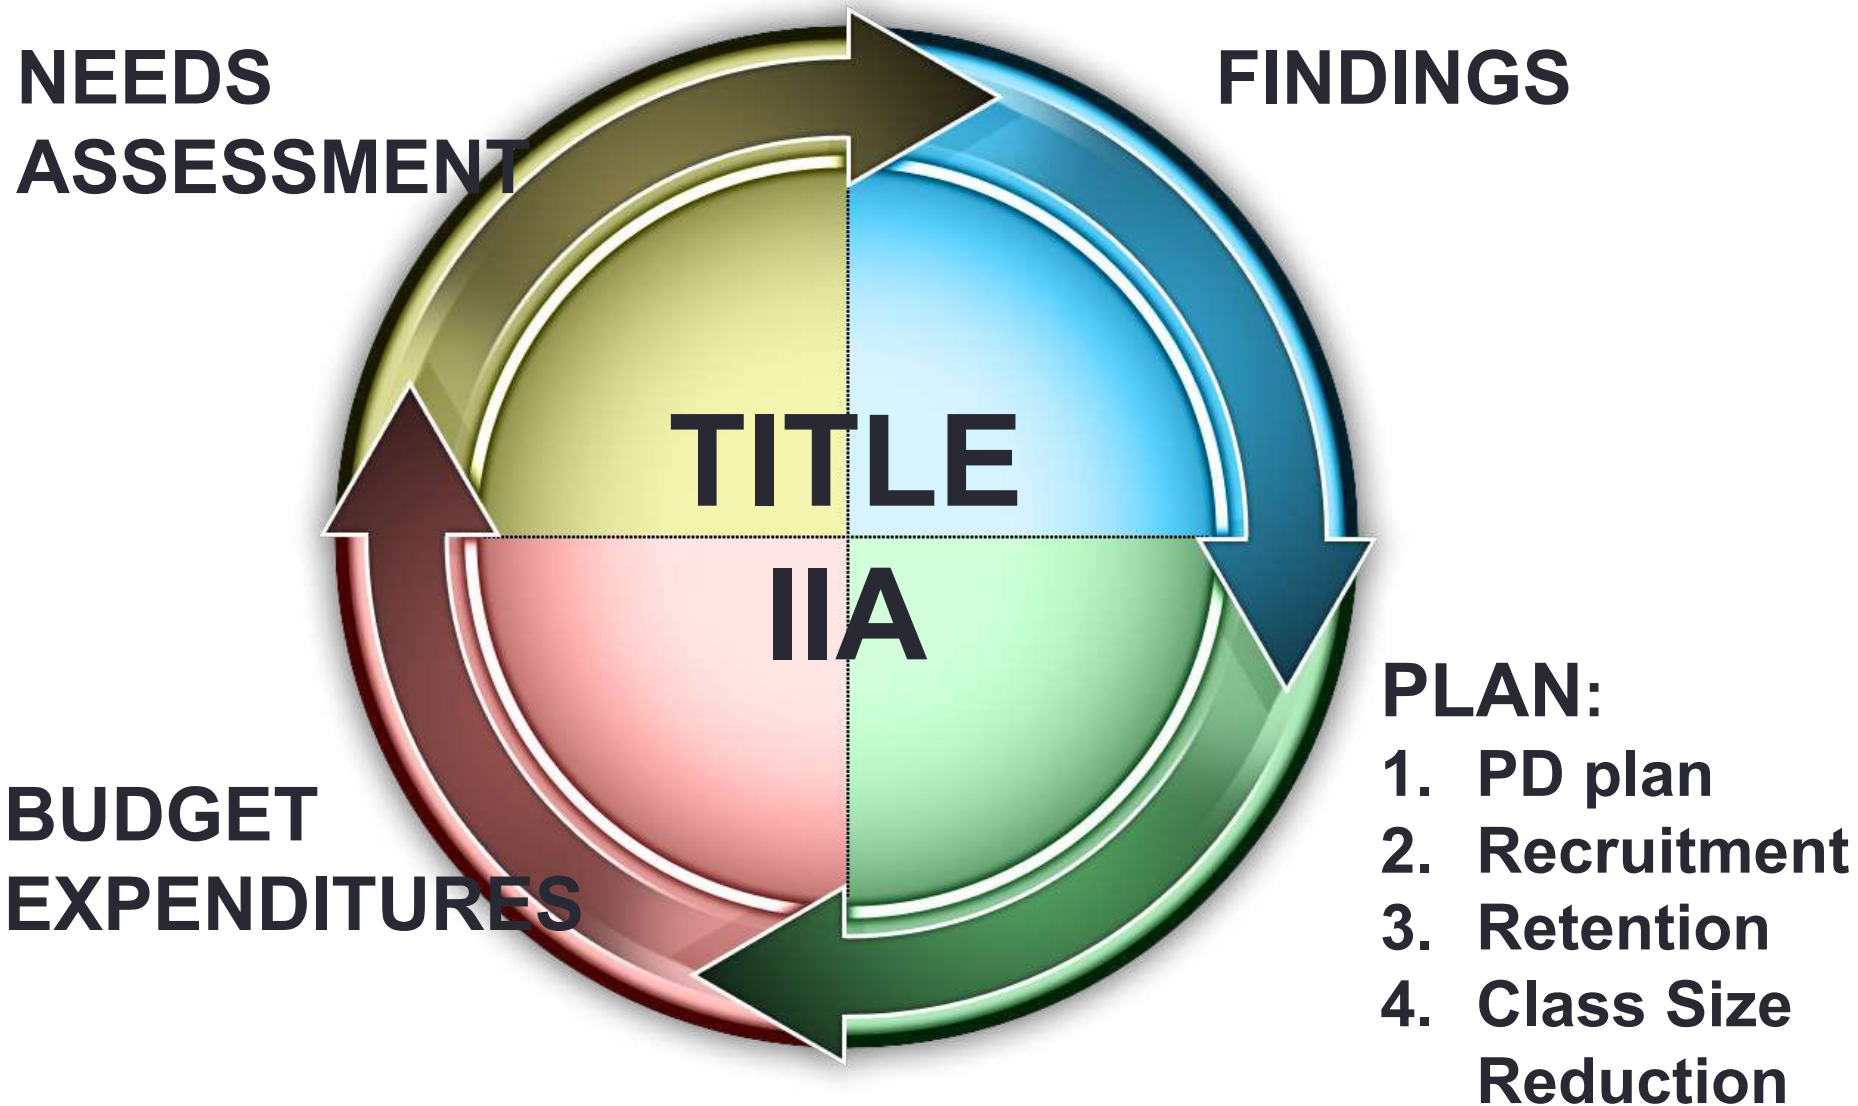 NEEDS
ASSESSMENT
FINDINGS
TITLE
IIA
PLAN:
1. PD plan
2. Recruitment
3. Retention
4. Class Size
Reduction
BUDGET
EXPENDITURES